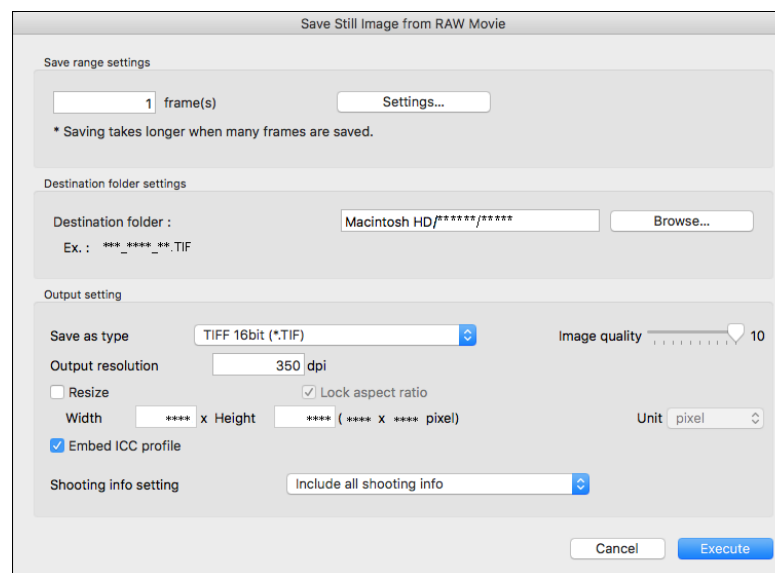 Save Still Image from RAW Movie
Save range settings
1 frame(s) Settings...
* Saving takes longer when many frames are saved.
Destination folder settings
Destination folder : Macintosh HD/******/***** Browse...
Ex. : ***_****_**.TIF
Output setting
Save as type TIFF 16bit (*.TIF) Image quality 10
Output resolution 350 dpi
Resize Lock aspect ratio
Width **** x Height **** ( **** x **** pixel) Unit pixel
Embed ICC profile
Shooting info setting Include all shooting info
Cancel Execute